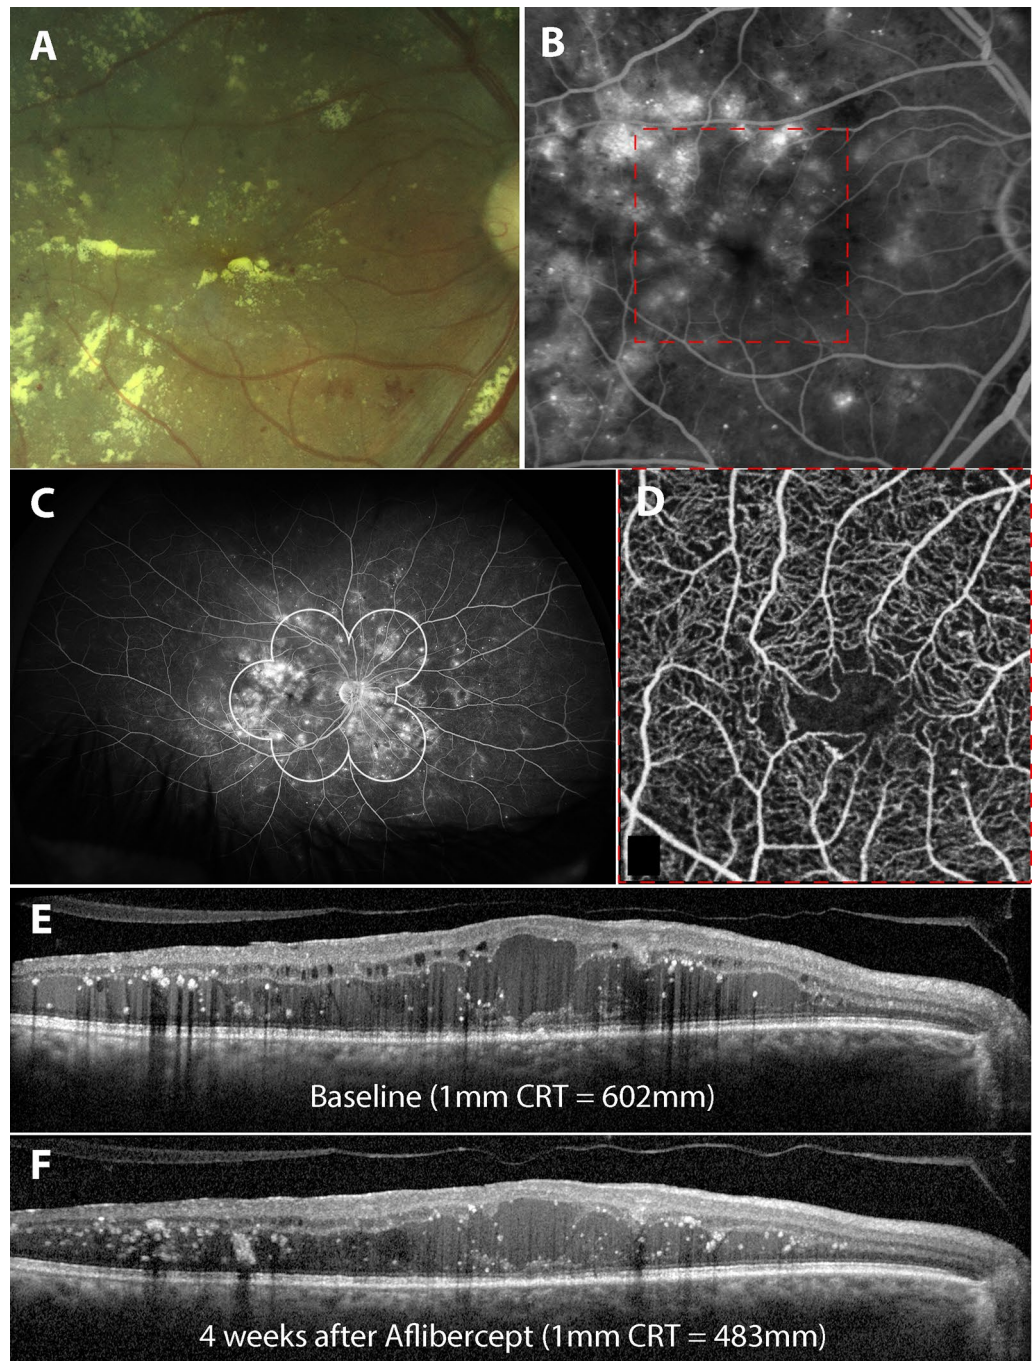 A
B
C
D
E
Baseline (1mm CRT = 602mm)
F
4 weeks after Aflibercept (1mm CRT = 483mm)